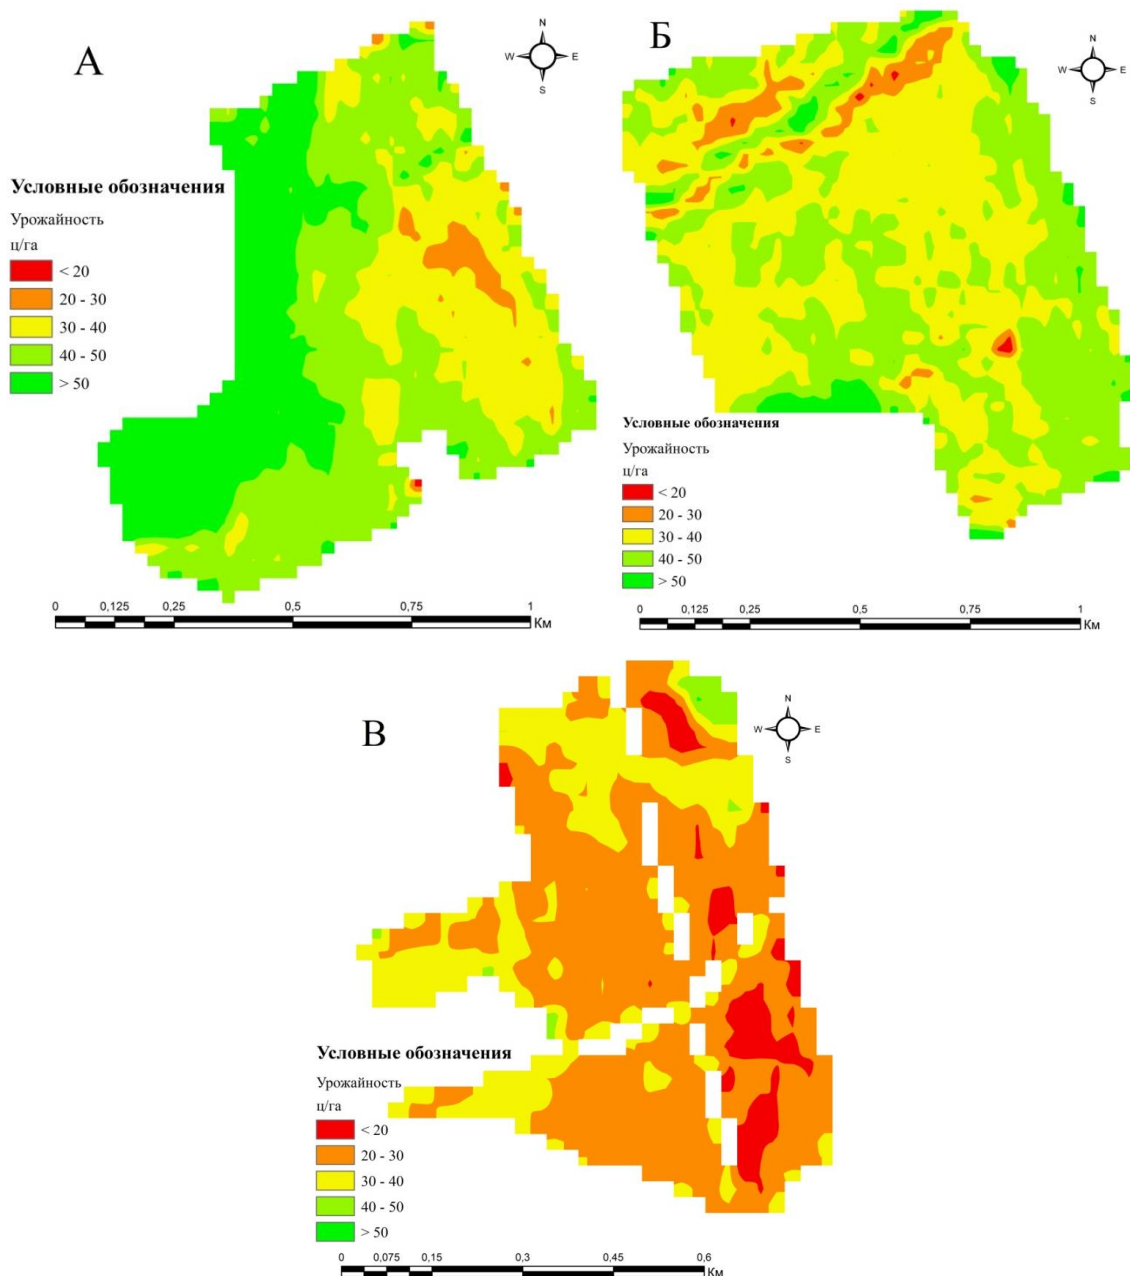 А
N
W
E
S
Условные обозначения
Урожайность
ц/га
< 20
20 - 30
30 - 40
40 - 50
> 50
0
0,125
0,25
0,5
0,75
1
Км
Б
N
W
E
S
Условные обозначения
Урожайность
ц/га
< 20
20 - 30
30 - 40
40 - 50
> 50
0
0,125
0,25
0,5
0,75
1
Км
В
N
W
E
S
Условные обозначения
Урожайность
ц/га
< 20
20 - 30
30 - 40
40 - 50
> 50
0
0,075
0,15
0,3
0,45
0,6
Км